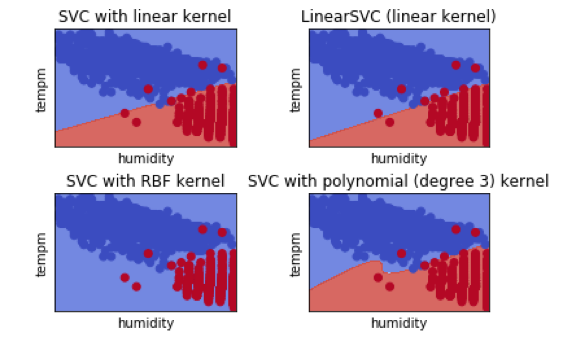 SVC with linear kernel
LinearSVC (linear kernel)
tempm
tempm
humidity
humidity
SVC with RBF kernel
SVC with polynomial (degree 3) kernel
tempm
tempm
humidity
humidity